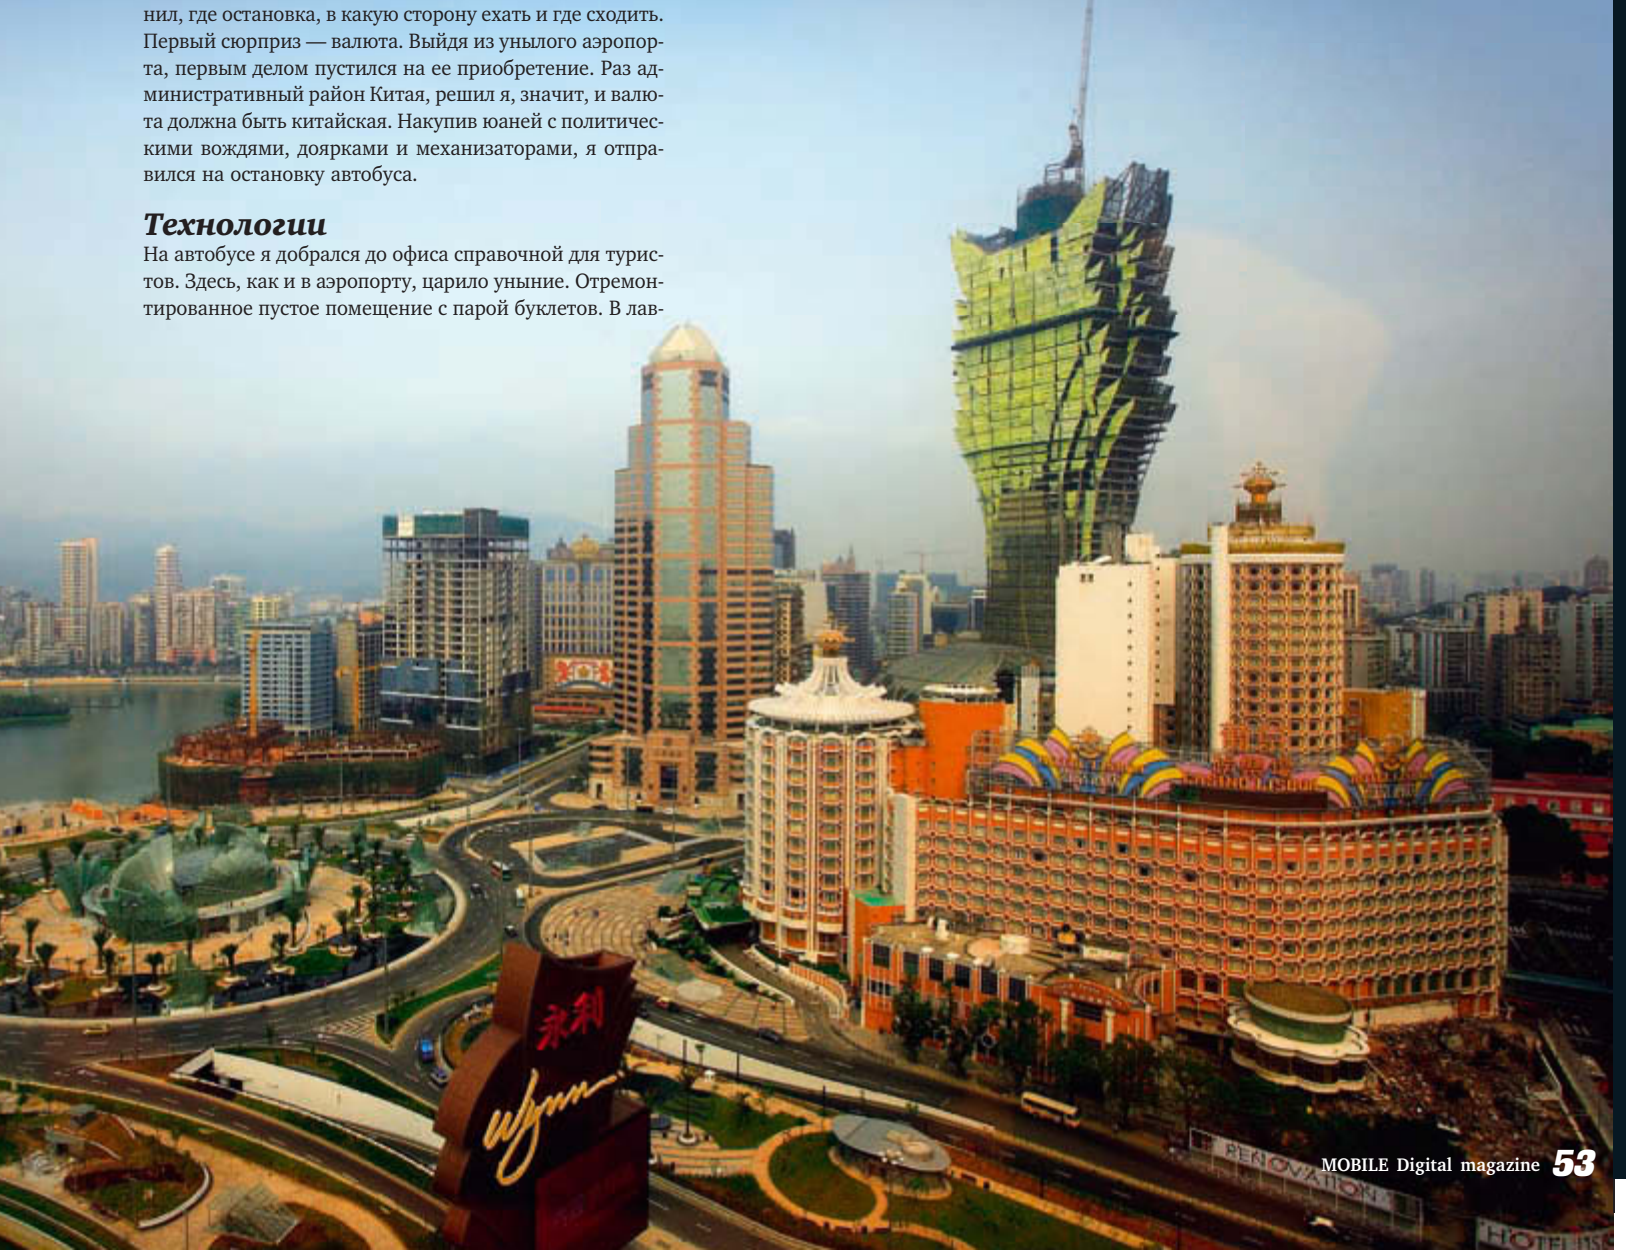 нил, где остановка, в какую сторону ехать и где сходить.
Первый сюрприз — валюта. Выйдя из унылого аэропор-
та, первым делом пустился на ее приобретение. Раз ад-
министративный район Китая, решил я, значит, и валю-
та должна быть китайская. Накупив юаней с политичес-
кими вождями, доярками и механизаторами, я отпра-
вился на остановку автобуса.
Технологии
На автобусе я добрался до офиса справочной для турис-
тов. Здесь, как и в аэропорту, царило уныние. Отремон-
тированное пустое помещение с парой буклетов. В лав-
永利
Wynn
RENOVATION
MOBILE Digital magazine 53